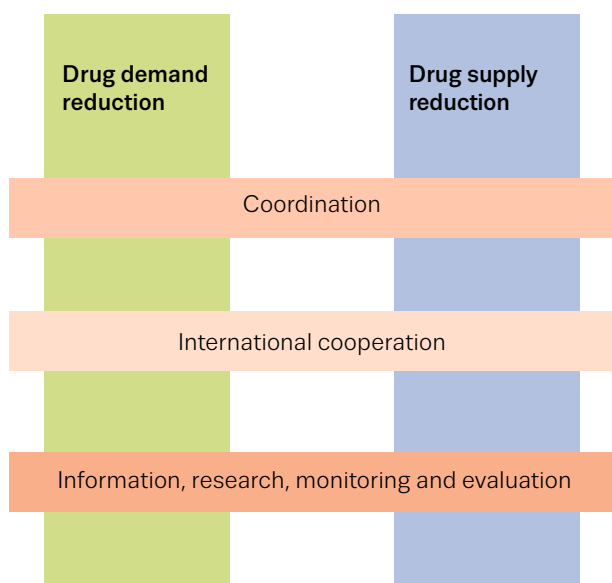 Drug demand
reduction
Drug supply
reduction
Coordination
International cooperation
Information, research, monitoring and evaluation